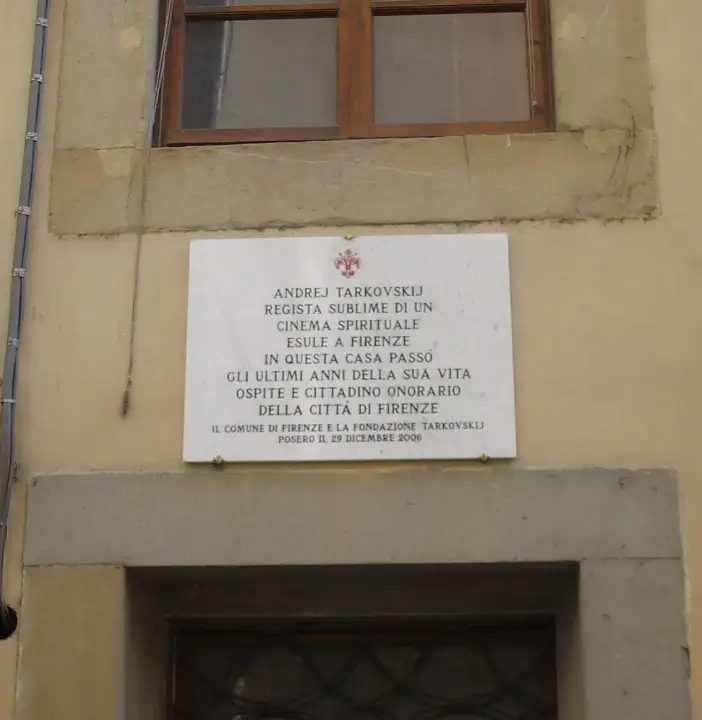 ANDREJ TARKOVSKIJ
REGISTA SUBLIME DI UN
CINEMA SPIRITUALE
ESULE A FIRENZE
IN QUESTA CASA PASSÒ
GLI ULTIMI ANNI DELLA SUA VITA
OSPITE E CITTADINO ONORARIO
DELLA CITTÀ DI FIRENZE
IL COMUNE DI FIRENZE E LA FONDAZIONE TARKOVSKIJ
POSERO IL 29 DICEMBRE 2006